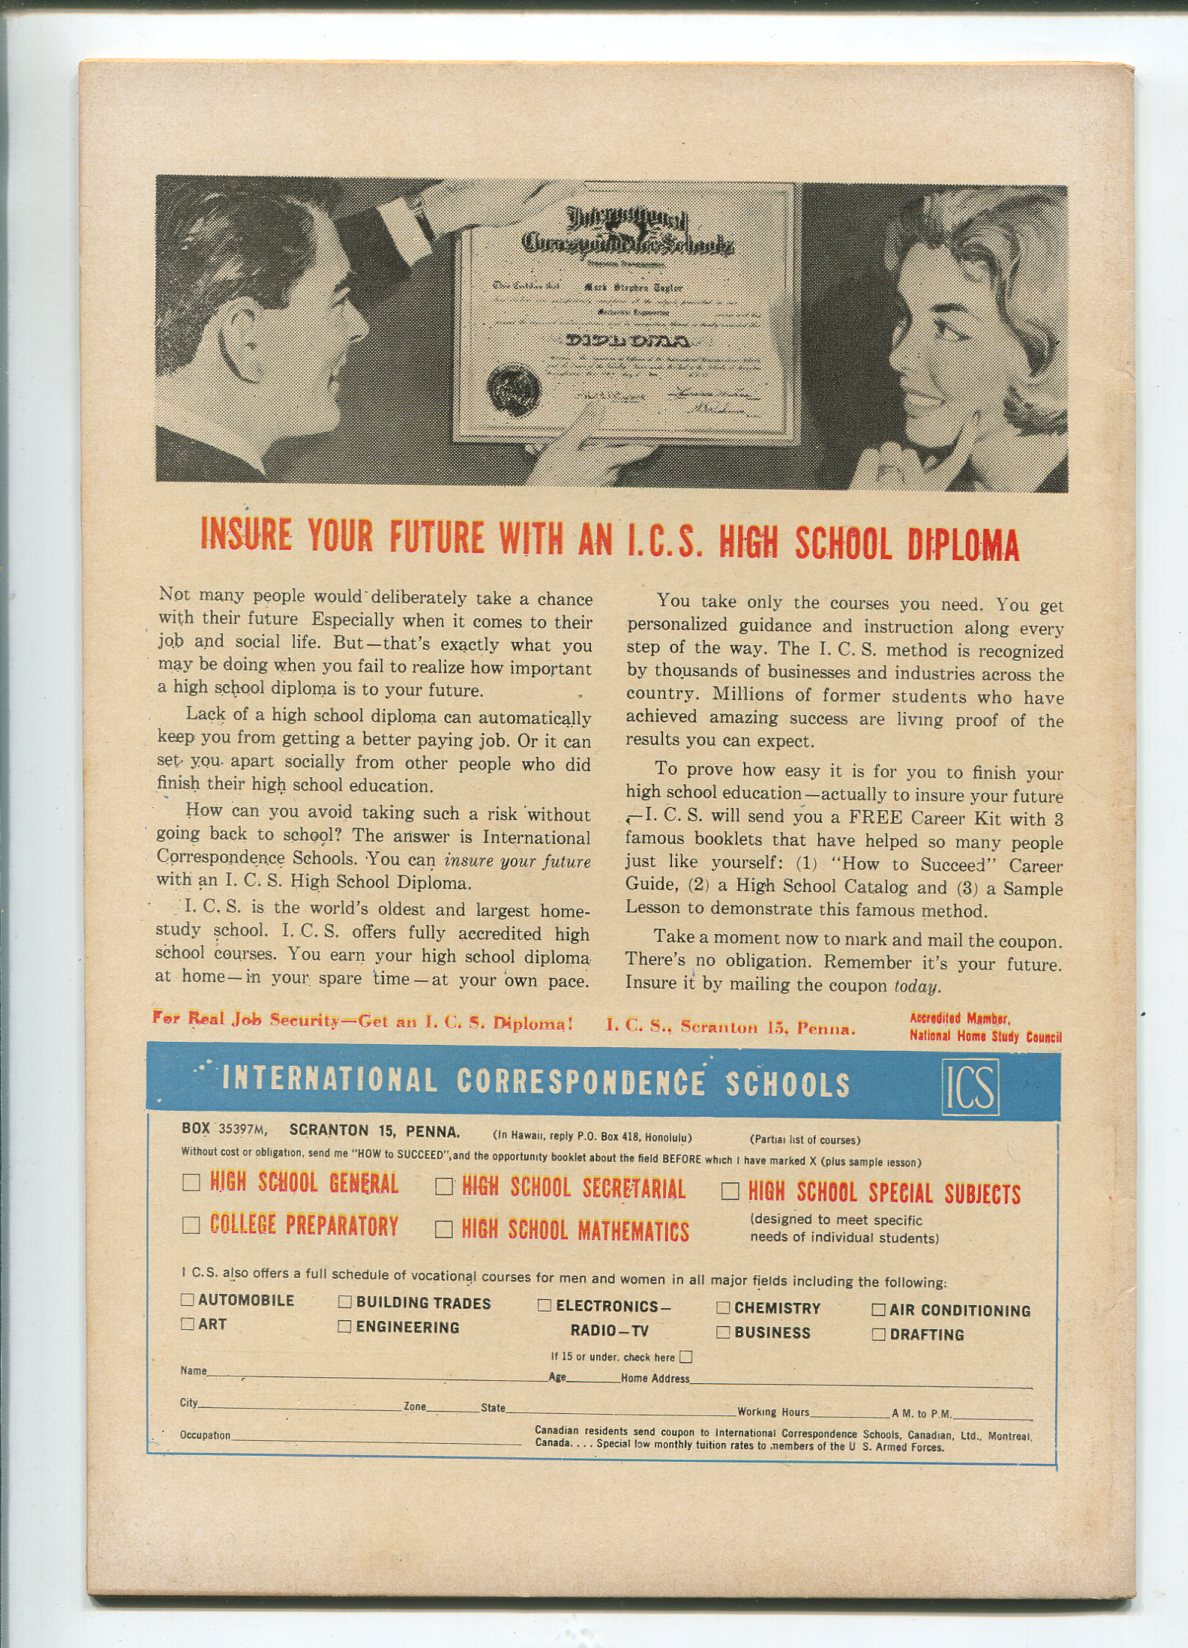 International
Correspondence Schools
This Certifies that Mark Stephen Taylor
Mechanical Engineering
DIPLOMA
INSURE YOUR FUTURE WITH AN I.C.S. HIGH SCHOOL DIPLOMA
Not many people would deliberately take a chance
with their future Especially when it comes to their
job and social life. But—that's exactly what you
may be doing when you fail to realize how important
a high school diploma is to your future.
Lack of a high school diploma can automatically
keep you from getting a better paying job. Or it can
set you apart socially from other people who did
finish their high school education.
How can you avoid taking such a risk without
going back to school? The answer is International
Correspondence Schools. You can insure your future
with an I. C. S. High School Diploma.
I. C. S. is the world's oldest and largest home-
study school. I. C. S. offers fully accredited high
school courses. You earn your high school diploma
at home—in your spare time—at your own pace.
You take only the courses you need. You get
personalized guidance and instruction along every
step of the way. The I. C. S. method is recognized
by thousands of businesses and industries across the
country. Millions of former students who have
achieved amazing success are living proof of the
results you can expect.
To prove how easy it is for you to finish your
high school education—actually to insure your future
—I. C. S. will send you a FREE Career Kit with 3
famous booklets that have helped so many people
just like yourself: (1) "How to Succeed" Career
Guide, (2) a High School Catalog and (3) a Sample
Lesson to demonstrate this famous method.
Take a moment now to mark and mail the coupon.
There's no obligation. Remember it's your future.
Insure it by mailing the coupon today.
For Real Job Security—Get an I. C. S. Diploma! I. C. S., Scranton 15, Penna.
Accredited Member,
National Home Study Council
INTERNATIONAL CORRESPONDENCE SCHOOLS ICS
BOX 35397M, SCRANTON 15, PENNA. (In Hawaii, reply P.O. Box 418, Honolulu) (Partial list of courses)
Without cost or obligation, send me "HOW to SUCCEED", and the opportunity booklet about the field BEFORE which I have marked X (plus sample lesson)
☐ HIGH SCHOOL GENERAL ☐ HIGH SCHOOL SECRETARIAL ☐ HIGH SCHOOL SPECIAL SUBJECTS
☐ COLLEGE PREPARATORY ☐ HIGH SCHOOL MATHEMATICS
(designed to meet specific
needs of individual students)
I C.S. also offers a full schedule of vocational courses for men and women in all major fields including the following:
☐ AUTOMOBILE ☐ BUILDING TRADES ☐ ELECTRONICS— ☐ CHEMISTRY ☐ AIR CONDITIONING
☐ ART ☐ ENGINEERING RADIO—TV ☐ BUSINESS ☐ DRAFTING
If 15 or under, check here ☐
Name Age Home Address
City Zone State Working Hours A M. to P.M.
Occupation
Canadian residents send coupon to International Correspondence Schools, Canadian, Ltd., Montreal,
Canada. . . . Special low monthly tuition rates to members of the U S. Armed Forces.